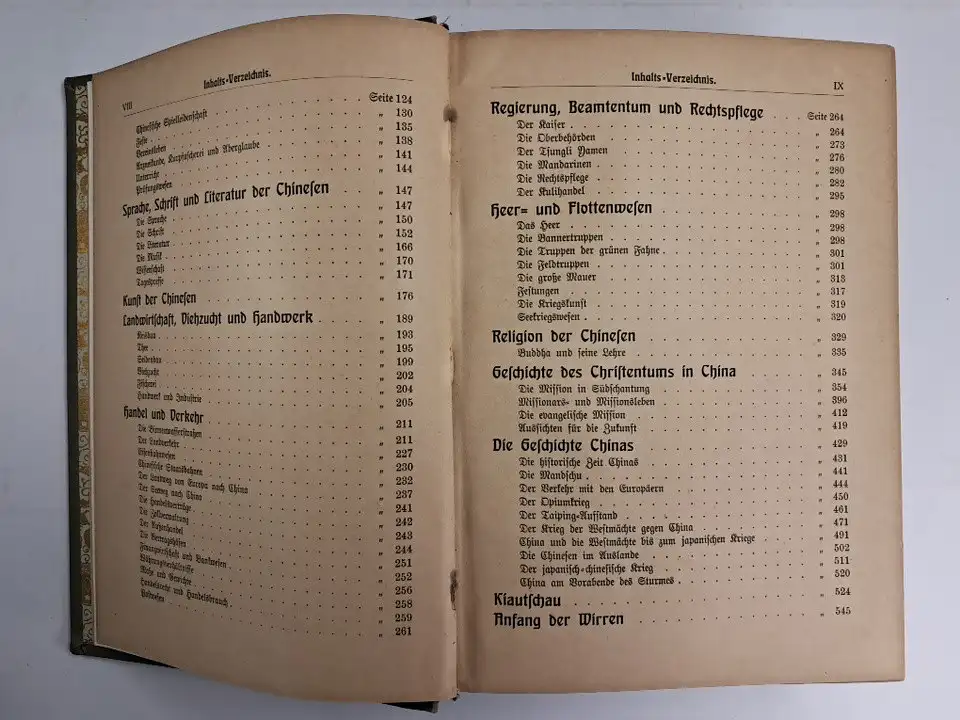 VIII
Inhalts-Verzeichnis.
Chinesische Spielleidenschaft Seite 124
Feste „ 130
Vereinsleben „ 135
Arzneikunde, Kurpfuscherei und Aberglaube „ 138
Unterricht „ 141
Prüfungswesen „ 144
Sprache, Schrift und Literatur der Chinesen „ 147
Die Sprache „ 147
Die Schrift „ 150
Die Literatur „ 152
Die Musik „ 166
Wissenschaft „ 170
Tagespresse „ 171
Kunst der Chinesen „ 176
Landwirtschaft, Viehzucht und Handwerk „ 189
Reisbau „ 193
Thee „ 195
Seidenbau „ 199
Viehzucht „ 202
Fischerei „ 204
Handwerk und Industrie „ 205
Handel und Verkehr „ 211
Die Binnenwasserstraßen „ 211
Der Landverkehr „ 227
Eisenbahnwesen „ 230
Chinesische Staatsbahnen „ 232
Der Landweg von Europa nach China „ 237
Der Seeweg nach China „ 241
Die Handelsverträge „ 242
Die Zollverwaltung „ 243
Der Außenhandel „ 244
Die Vertragshäfen „ 251
Finanzwirtschaft und Bankwesen „ 252
Währungsverhältnisse „ 256
Maße und Gewichte „ 258
Handelsrecht und Handelsbrauch „ 259
Postwesen „ 261
Inhalts-Verzeichnis.
IX
Regierung, Beamtentum und Rechtspflege Seite 264
Der Kaiser „ 264
Die Oberbehörden „ 273
Der Tsungli Yamen „ 276
Die Mandarinen „ 280
Die Rechtspflege „ 282
Der Kulihandel „ 295
Heer- und Flottenwesen „ 298
Das Heer „ 298
Die Bannertruppen „ 298
Die Truppen der grünen Fahne „ 301
Die Feldtruppen „ 301
Die große Mauer „ 313
Festungen „ 317
Die Kriegskunst „ 319
Seekriegswesen „ 320
Religion der Chinesen „ 329
Buddha und seine Lehre „ 335
Geschichte des Christentums in China „ 345
Die Mission in Südschantung „ 354
Missionars- und Missionsleben „ 396
Die evangelische Mission „ 412
Aussichten für die Zukunft „ 419
Die Geschichte Chinas „ 429
Die historische Zeit Chinas „ 431
Die Mandschu „ 441
Der Verkehr mit den Europäern „ 444
Der Opiumkrieg „ 450
Der Taiping-Aufstand „ 461
Der Krieg der Westmächte gegen China „ 471
China und die Westmächte bis zum japanischen Kriege „ 491
Die Chinesen im Auslande „ 502
Der japanisch-chinesische Krieg „ 511
China am Vorabende des Sturmes „ 520
Kiautschau „ 524
Anfang der Wirren „ 545